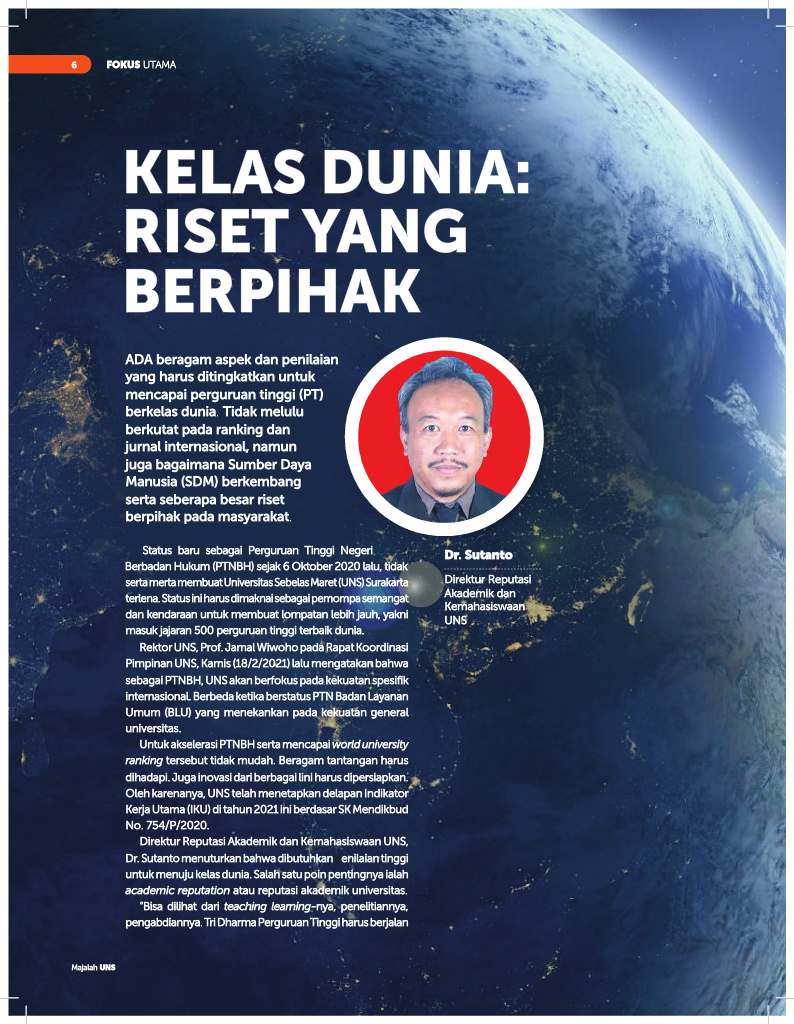 6
FOKUS UTAMA
KELAS DUNIA:
RISET YANG
BERPIHAK
ADA beragam aspek dan penilaian
yang harus ditingkatkan untuk
mencapai perguruan tinggi (PT)
berkelas dunia. Tidak melulu
berkutat pada ranking dan
jurnal internasional, namun
juga bagaimana Sumber Daya
Manusia (SDM) berkembang
serta seberapa besar riset
berpihak pada masyarakat.
Status baru sebagai Perguruan Tinggi Negeri
Berbadan Hukum (PTNBH) sejak 6 Oktober 2020 lalu, tidak
serta merta membuat Universitas Sebelas Maret (UNS) Surakarta
terlena. Status ini harus dimaknai sebagai pemompa semangat
dan kendaraan untuk membuat lompatan lebih jauh, yakni
masuk jajaran 500 perguruan tinggi terbaik dunia.
Rektor UNS, Prof. Jamal Wiwoho pada Rapat Koordinasi
Pimpinan UNS, Kamis (18/2/2021) lalu mengatakan bahwa
sebagai PTNBH, UNS akan berfokus pada kekuatan spesifik
internasional. Berbeda ketika berstatus PTN Badan Layanan
Umum (BLU) yang menekankan pada kekuatan general
universitas.
Untuk akselerasi PTNBH serta mencapai world university
ranking tersebut tidak mudah. Beragam tantangan harus
dihadapi. Juga inovasi dari berbagai lini harus dipersiapkan.
Oleh karenanya, UNS telah menetapkan delapan Indikator
Kerja Utama (IKU) di tahun 2021 ini berdasar SK Mendikbud
No. 754/P/2020.
Direktur Reputasi Akademik dan Kemahasiswaan UNS,
Dr. Sutanto menuturkan bahwa dibutuhkan enilaian tinggi
untuk menuju kelas dunia. Salah satu poin pentingnya ialah
academic reputation atau reputasi akademik universitas.
"Bisa dilihat dari teaching learning-nya, penelitiannya,
pengabdiannya. Tri Dharma Perguruan Tinggi harus berjalan
Dr. Sutanto
Direktur Reputasi
Akademik dan
Kemahasiswaan
UNS
Majalah UNS